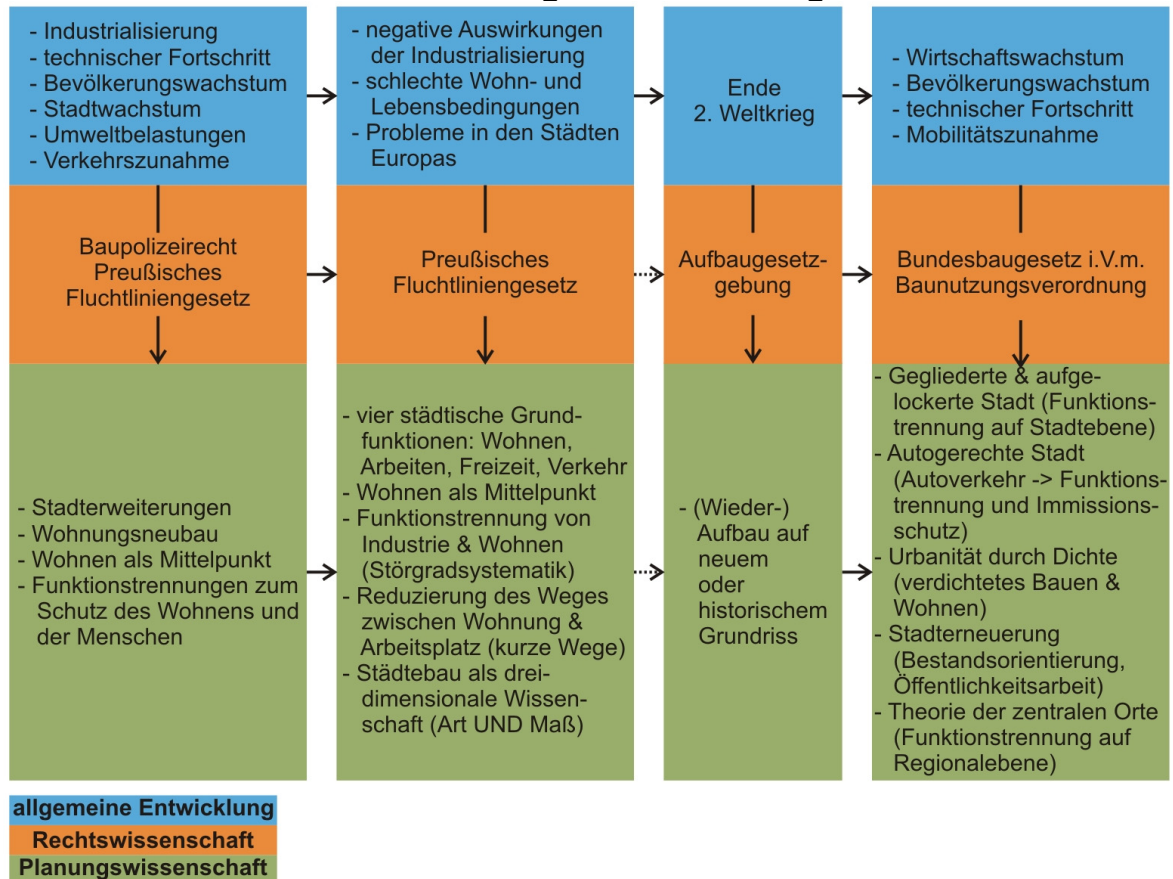 - Industrialisierung
- technischer Fortschritt
- Bevölkerungswachstum
- Stadtwachstum
- Umweltbelastungen
- Verkehrszunahme
- negative Auswirkungen
der Industrialisierung
- schlechte Wohn- und
Lebensbedingungen
- Probleme in den Städten
Europas
Ende
2. Weltkrieg
- Wirtschaftswachstum
- Bevölkerungswachstum
- technischer Fortschritt
- Mobilitätszunahme
Baupolizeirecht
Preußisches
Fluchtliniengesetz
Preußisches
Fluchtliniengesetz
Aufbaugesetz-
gebung
Bundesbaugesetz i.V.m.
Baunutzungsverordnung
- Stadterweiterungen
- Wohnungsneubau
- Wohnen als Mittelpunkt
- Funktionstrennungen zum
Schutz des Wohnens und
der Menschen
- vier städtische Grund-
funktionen: Wohnen,
Arbeiten, Freizeit, Verkehr
- Wohnen als Mittelpunkt
- Funktionstrennung von
Industrie & Wohnen
(Störgradsystematik)
- Reduzierung des Weges
zwischen Wohnung &
Arbeitsplatz (kurze Wege)
- Städtebau als drei-
dimensionale Wissen-
schaft (Art UND Maß)
- (Wieder-)
Aufbau auf
neuem
oder
historischem
Grundriss
- Gegliederte & aufge-
lockerte Stadt (Funktions-
trennung auf Stadtebene)
- Autogerechte Stadt
(Autoverkehr -> Funktions-
trennung und Immissions-
schutz)
- Urbanität durch Dichte
(verdichtetes Bauen &
Wohnen)
- Stadterneuerung
(Bestandsorientierung,
Öffentlichkeitsarbeit)
- Theorie der zentralen Orte
(Funktionstrennung auf
Regionalebene)
allgemeine Entwicklung
Rechtswissenschaft
Planungswissenschaft